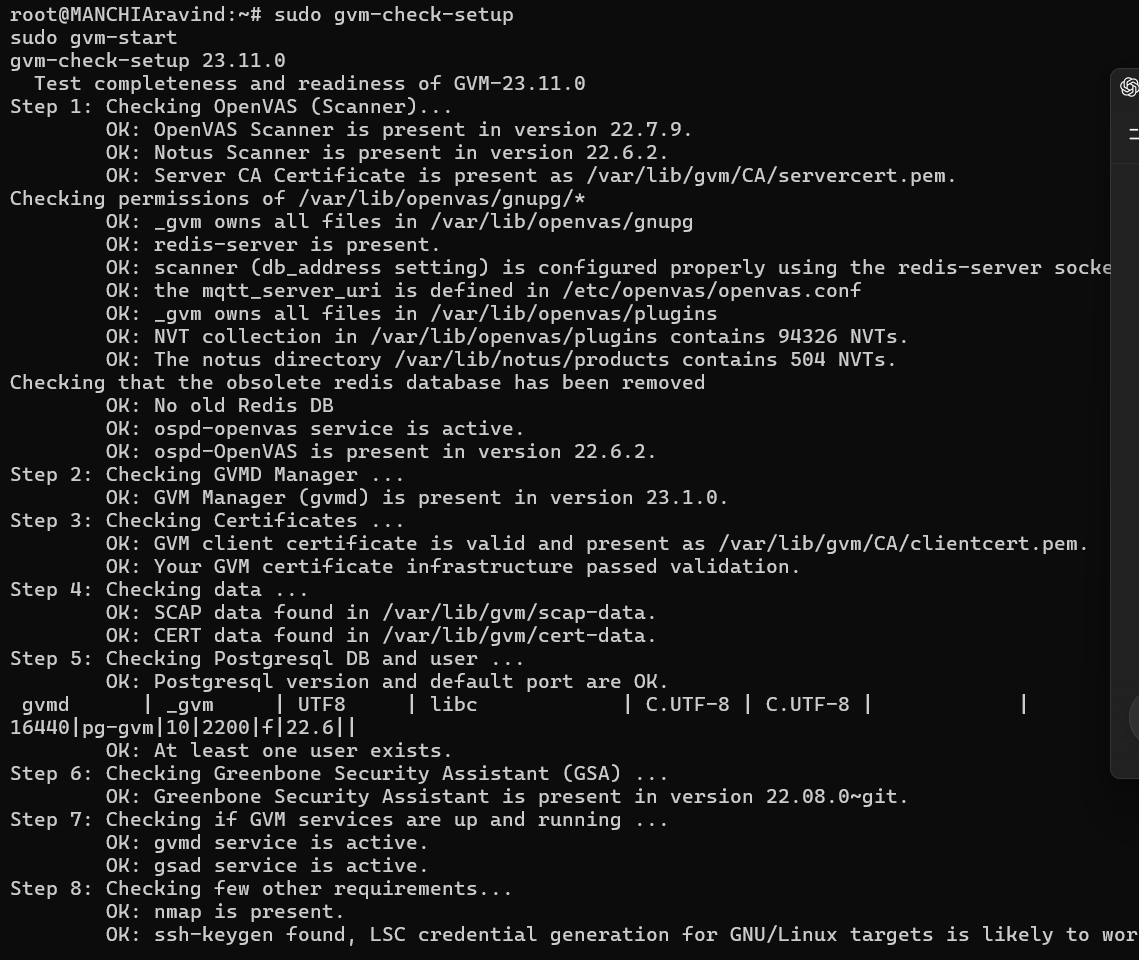 root@MANCHIAravind:~# sudo gvm-check-setup
sudo gvm-start
gvm-check-setup 23.11.0
  Test completeness and readiness of GVM-23.11.0
Step 1: Checking OpenVAS (Scanner)...
        OK: OpenVAS Scanner is present in version 22.7.9.
        OK: Notus Scanner is present in version 22.6.2.
        OK: Server CA Certificate is present as /var/lib/gvm/CA/servercert.pem.
Checking permissions of /var/lib/openvas/gnupg/*
        OK: _gvm owns all files in /var/lib/openvas/gnupg
        OK: redis-server is present.
        OK: scanner (db_address setting) is configured properly using the redis-server socke
        OK: the mqtt_server_uri is defined in /etc/openvas/openvas.conf
        OK: _gvm owns all files in /var/lib/openvas/plugins
        OK: NVT collection in /var/lib/openvas/plugins contains 94326 NVTs.
        OK: The notus directory /var/lib/notus/products contains 504 NVTs.
Checking that the obsolete redis database has been removed
        OK: No old Redis DB
        OK: ospd-openvas service is active.
        OK: ospd-OpenVAS is present in version 22.6.2.
Step 2: Checking GVMD Manager ...
        OK: GVM Manager (gvmd) is present in version 23.1.0.
Step 3: Checking Certificates ...
        OK: GVM client certificate is valid and present as /var/lib/gvm/CA/clientcert.pem.
        OK: Your GVM certificate infrastructure passed validation.
Step 4: Checking data ...
        OK: SCAP data found in /var/lib/gvm/scap-data.
        OK: CERT data found in /var/lib/gvm/cert-data.
Step 5: Checking Postgresql DB and user ...
        OK: Postgresql version and default port are OK.
 gvmd      | _gvm     | UTF8     | libc            | C.UTF-8 | C.UTF-8 |            |
16440|pg-gvm|10|2200|f|22.6||
        OK: At least one user exists.
Step 6: Checking Greenbone Security Assistant (GSA) ...
        OK: Greenbone Security Assistant is present in version 22.08.0~git.
Step 7: Checking if GVM services are up and running ...
        OK: gvmd service is active.
        OK: gsad service is active.
Step 8: Checking few other requirements...
        OK: nmap is present.
        OK: ssh-keygen found, LSC credential generation for GNU/Linux targets is likely to wor